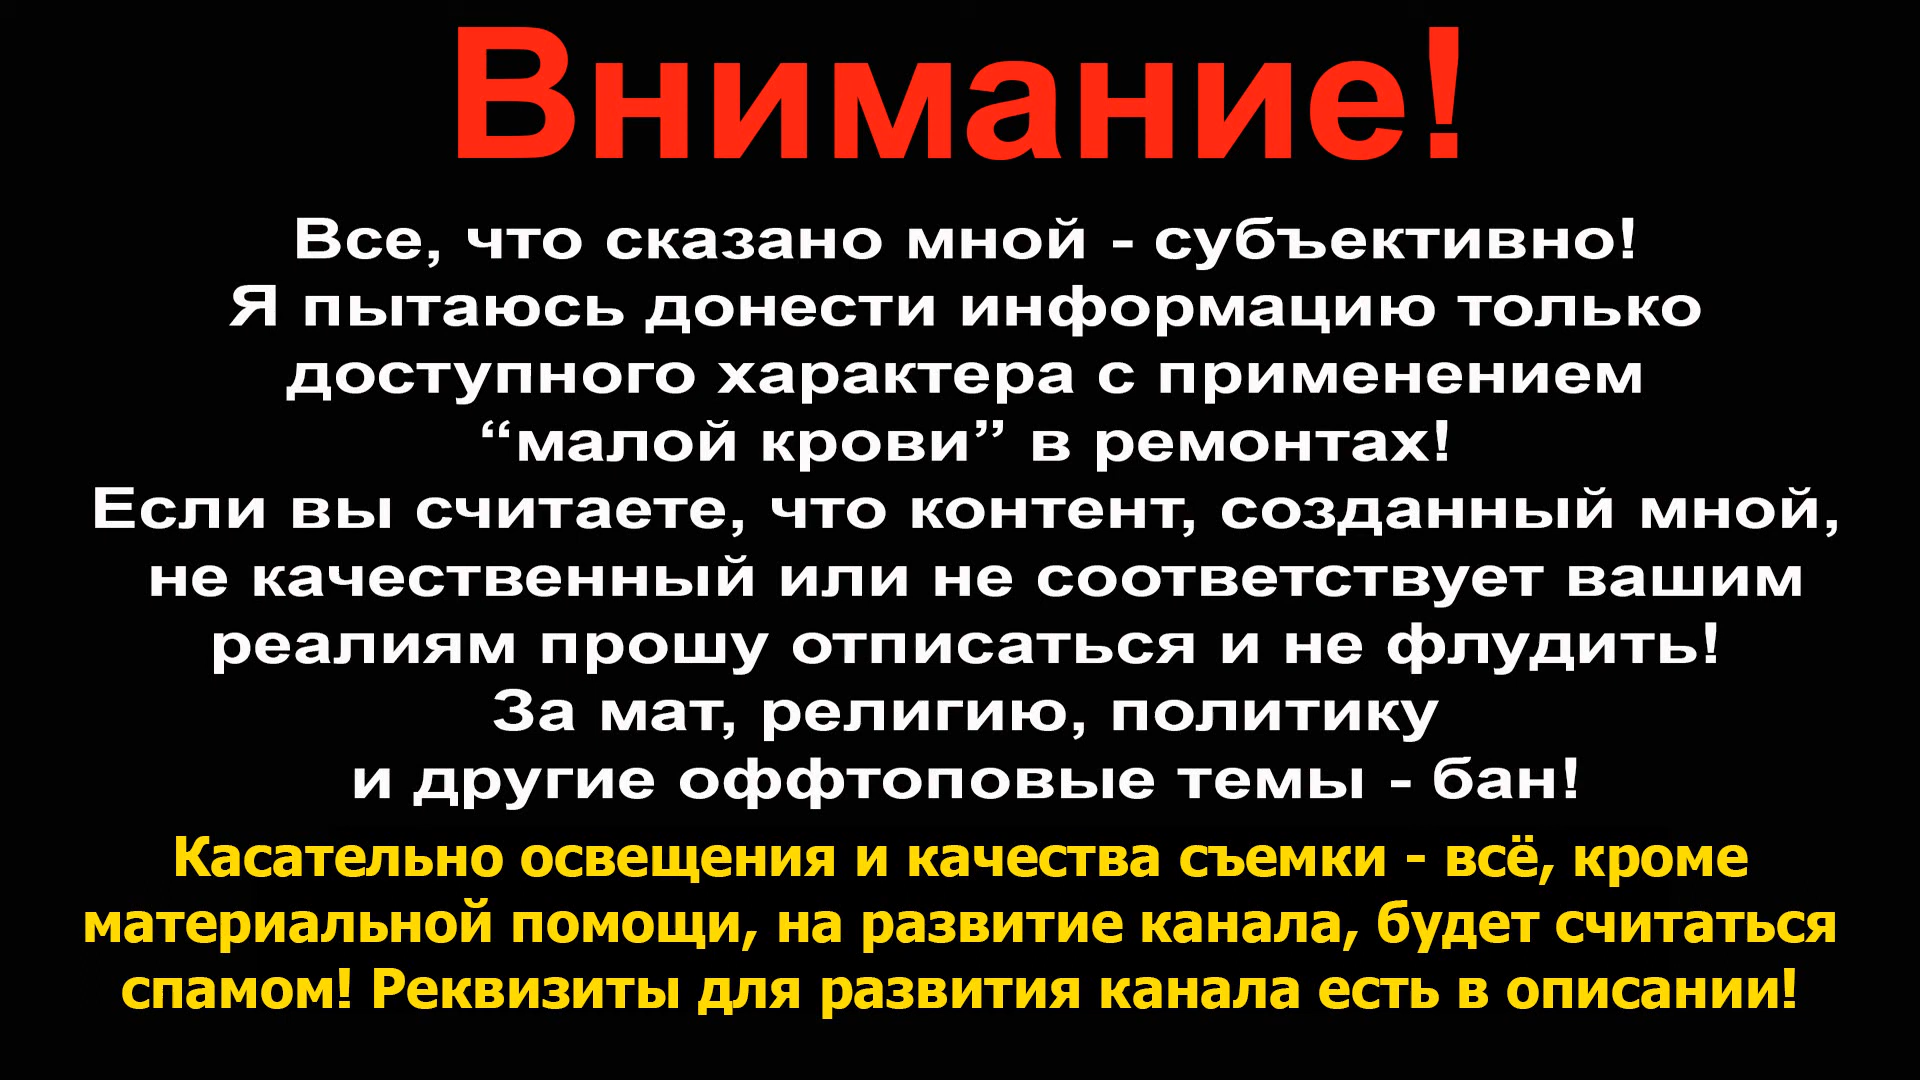 Внимание!
Все, что сказано мной - субъективно!
Я пытаюсь донести информацию только
доступного характера с применением
“малой крови” в ремонтах!
Если вы считаете, что контент, созданный мной,
не качественный или не соответствует вашим
реалиям прошу отписаться и не флудить!
За мат, религию, политику
и другие оффтоповые темы - бан!
Касательно освещения и качества съемки - всё, кроме
материальной помощи, на развитие канала, будет считаться
спамом! Реквизиты для развития канала есть в описании!